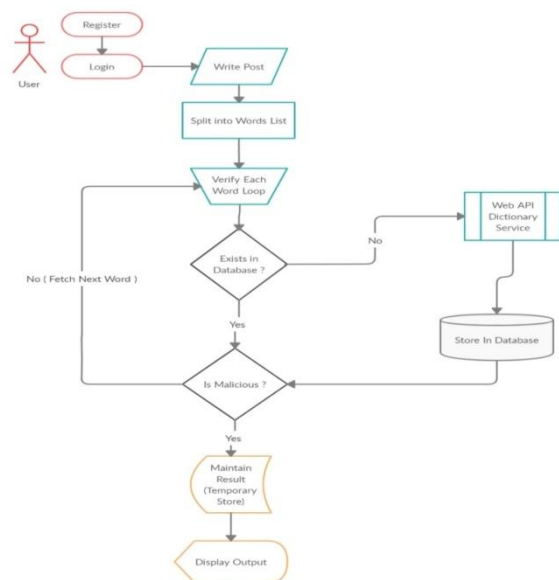 Register
Login
User
Write Post
Split into Words List
Verify Each
Word Loop
Web API
Dictionary
Service
No
Exists in
Database ?
No ( Fetch Next Word )
Yes
Store In Database
Is Malicious ?
Yes
Maintain
Result
(Temporary
Store)
Display Output